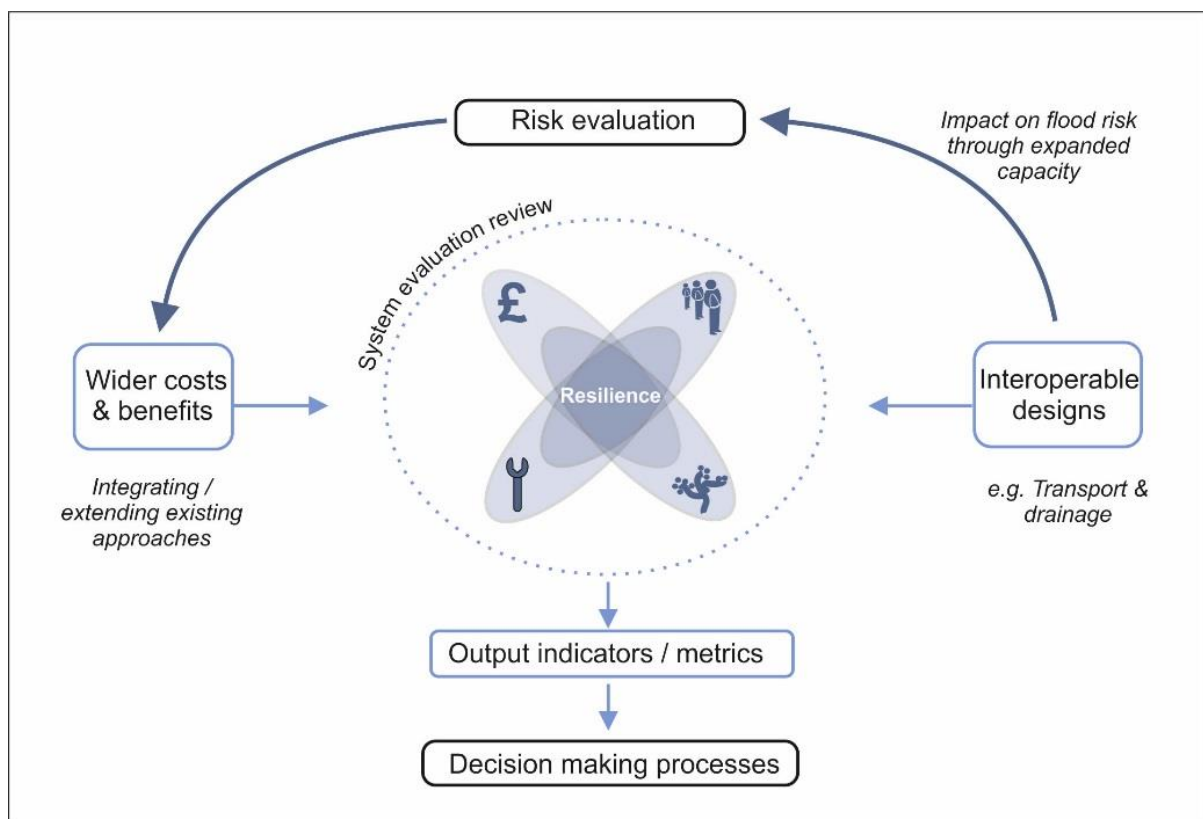 Risk evaluation
Impact on flood risk
through expanded
capacity
System evaluation review
£
Resilience
Wider costs
& benefits
Interoperable
designs
Integrating /
extending existing
approaches
e.g. Transport &
drainage
Output indicators / metrics
Decision making processes